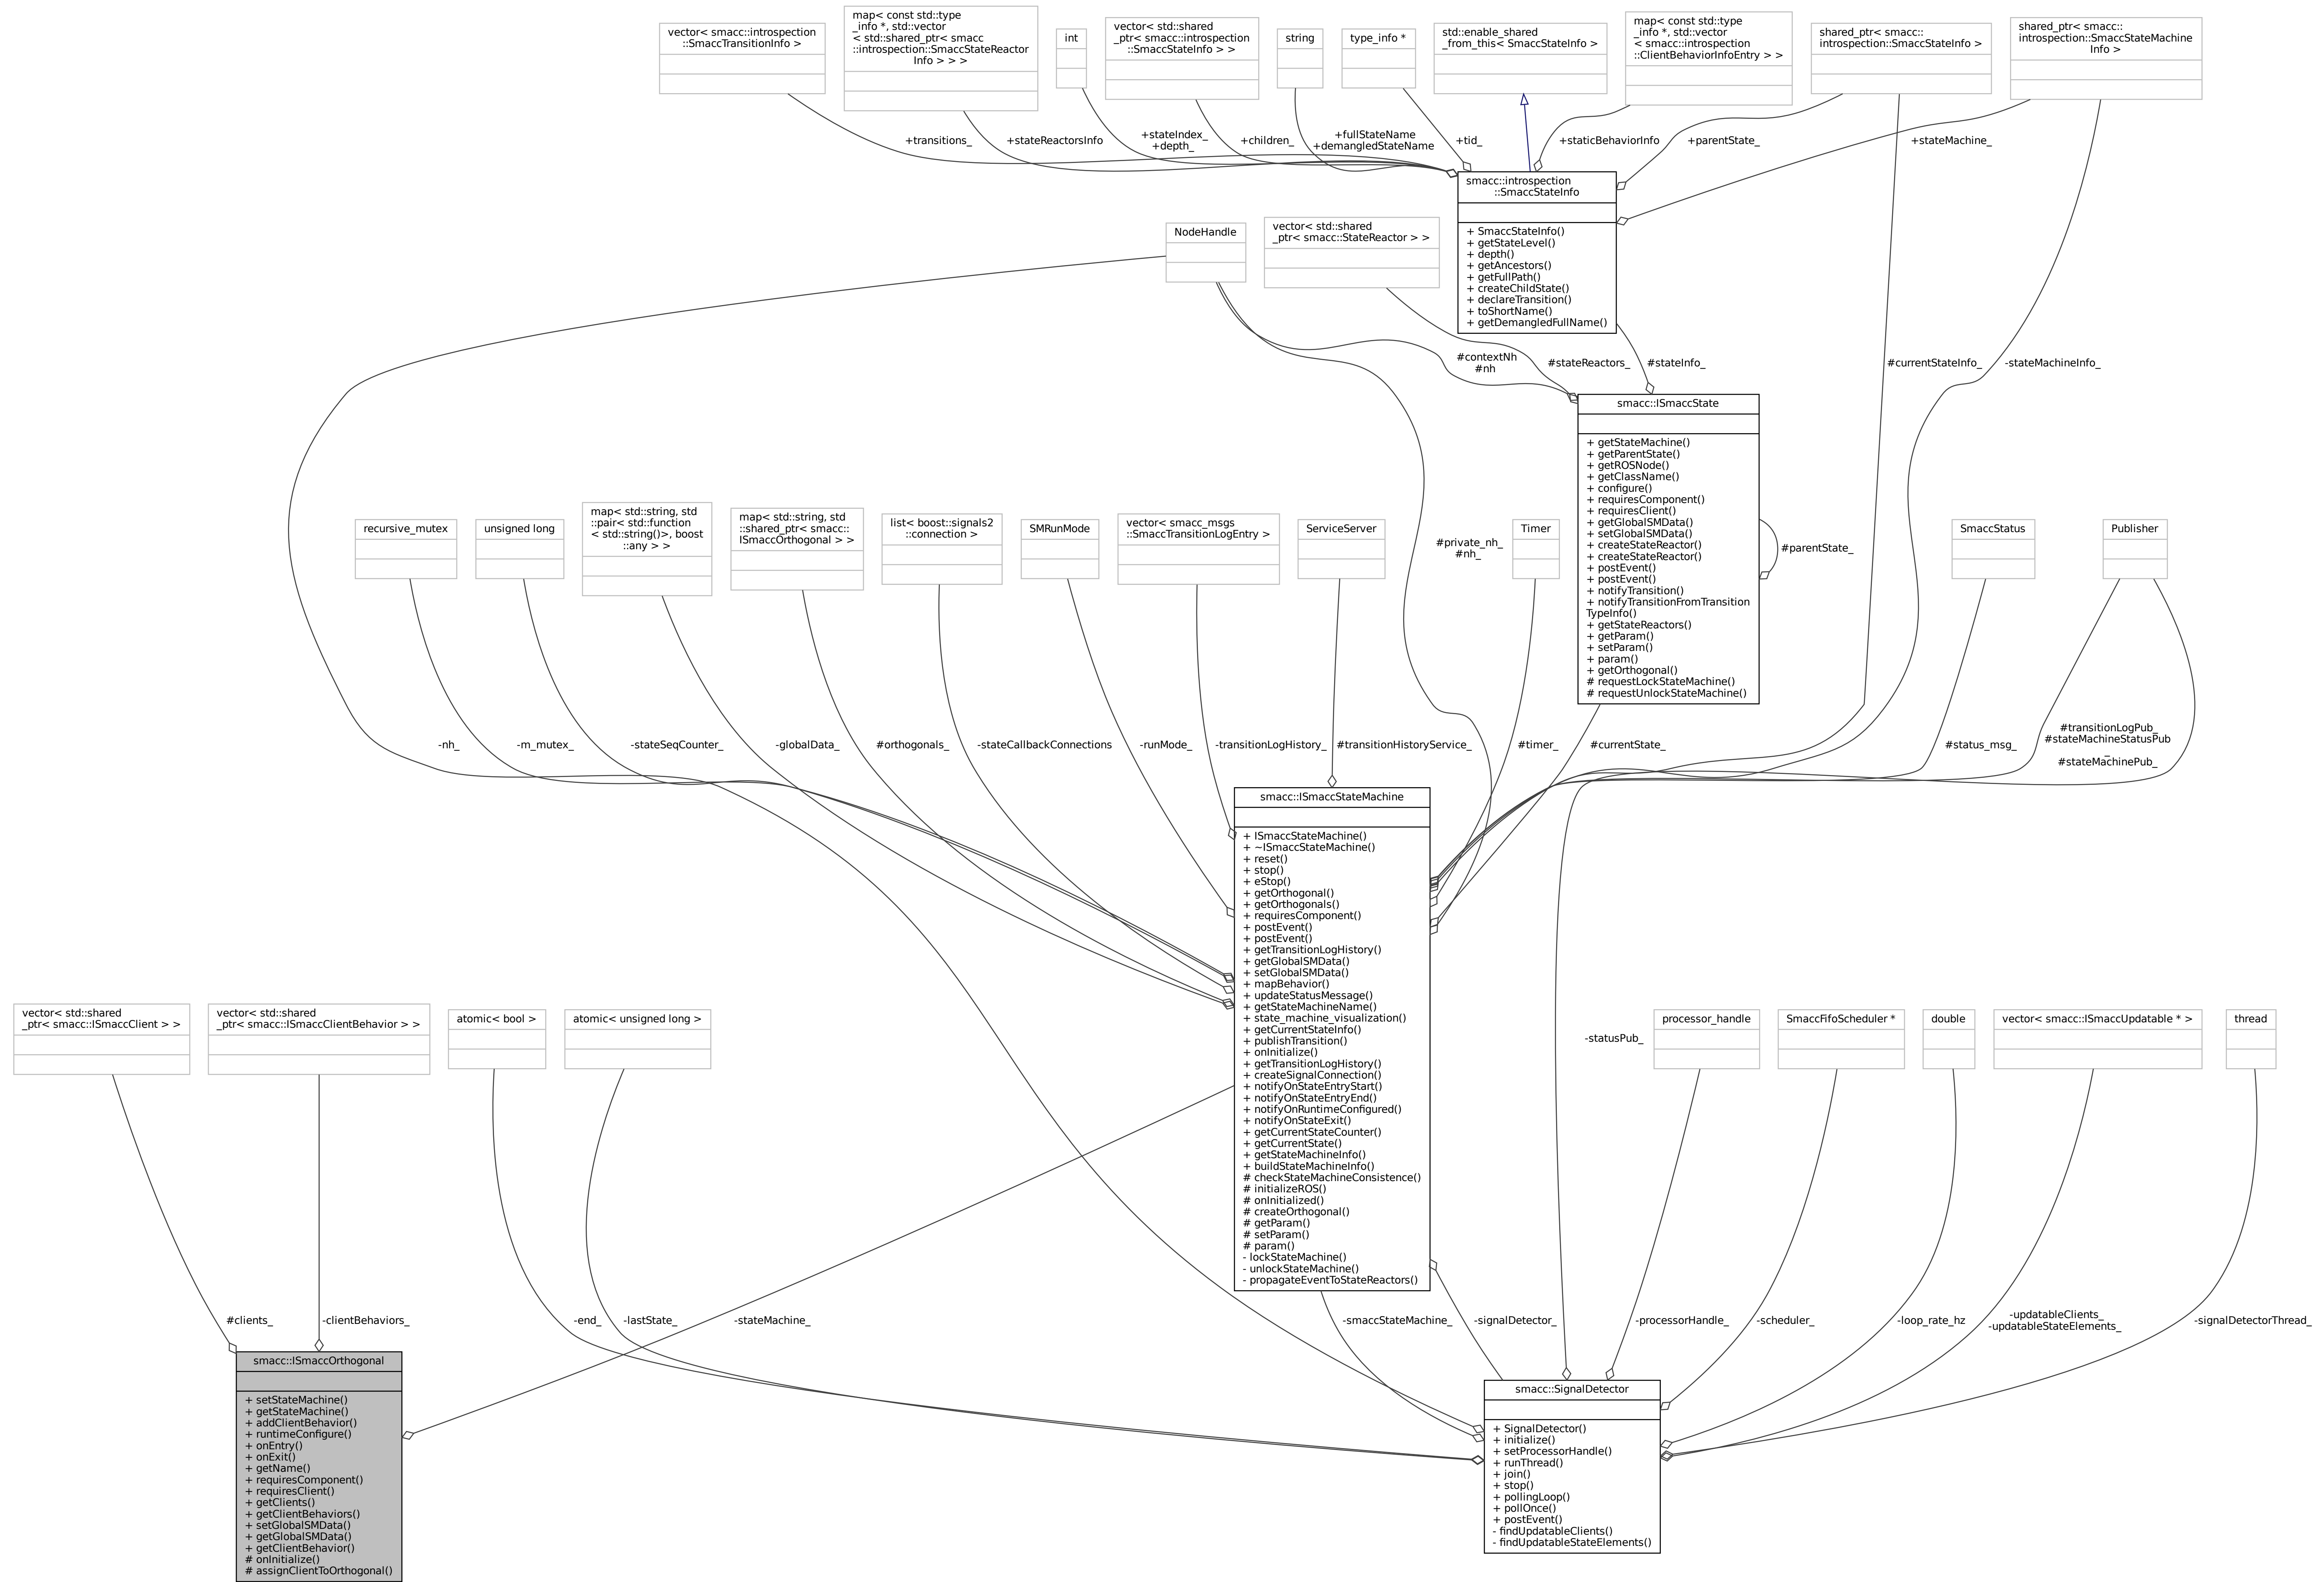 vector< smacc::introspection
::SmaccTransitionInfo >
map< const std::type
_info *, std::vector
< std::shared_ptr< smacc
::introspection::SmaccStateReactor
Info > > >
int
vector< std::shared
_ptr< smacc::introspection
::SmaccStateInfo > >
string
type_info *
std::enable_shared
_from_this< SmaccStateInfo >
map< const std::type
_info *, std::vector
< smacc::introspection
::ClientBehaviorInfoEntry > >
shared_ptr< smacc::
introspection::SmaccStateInfo >
shared_ptr< smacc::
introspection::SmaccStateMachine
Info >
+transitions_
+stateReactorsInfo
+stateIndex_
+depth_
+children_
+fullStateName
+demangledStateName
+tid_
+staticBehaviorInfo
+parentState_
+stateMachine_
smacc::introspection
::SmaccStateInfo
+ SmaccStateInfo()
+ getStateLevel()
+ depth()
+ getAncestors()
+ getFullPath()
+ createChildState()
+ declareTransition()
+ toShortName()
+ getDemangledFullName()
NodeHandle
vector< std::shared
_ptr< smacc::StateReactor > >
#contextNh
#nh
#stateReactors_
#stateInfo_
#currentStateInfo_
-stateMachineInfo_
smacc::ISmaccState
+ getStateMachine()
+ getParentState()
+ getROSNode()
+ getClassName()
+ configure()
+ requiresComponent()
+ requiresClient()
+ getGlobalSMData()
+ setGlobalSMData()
+ createStateReactor()
+ createStateReactor()
+ postEvent()
+ postEvent()
+ notifyTransition()
+ notifyTransitionFromTransition
TypeInfo()
+ getStateReactors()
+ getParam()
+ setParam()
+ param()
+ getOrthogonal()
# requestLockStateMachine()
# requestUnlockStateMachine()
#parentState_
recursive_mutex
unsigned long
map< std::string, std
::pair< std::function
< std::string()>, boost
::any > >
map< std::string, std
::shared_ptr< smacc::
ISmaccOrthogonal > >
list< boost::signals2
::connection >
SMRunMode
vector< smacc_msgs
::SmaccTransitionLogEntry >
ServiceServer
#private_nh_
#nh_
Timer
SmaccStatus
Publisher
-nh_
-m_mutex_
-stateSeqCounter_
-globalData_
#orthogonals_
-stateCallbackConnections
-runMode_
-transitionLogHistory_
#transitionHistoryService_
#timer_
#currentState_
#status_msg_
#transitionLogPub_
#stateMachineStatusPub
_
#stateMachinePub_
smacc::ISmaccStateMachine
+ ISmaccStateMachine()
+ ~ISmaccStateMachine()
+ reset()
+ stop()
+ eStop()
+ getOrthogonal()
+ getOrthogonals()
+ requiresComponent()
+ postEvent()
+ postEvent()
+ getTransitionLogHistory()
+ getGlobalSMData()
+ setGlobalSMData()
+ mapBehavior()
+ updateStatusMessage()
+ getStateMachineName()
+ state_machine_visualization()
+ getCurrentStateInfo()
+ publishTransition()
+ onInitialize()
+ getTransitionLogHistory()
+ createSignalConnection()
+ notifyOnStateEntryStart()
+ notifyOnStateEntryEnd()
+ notifyOnRuntimeConfigured()
+ notifyOnStateExit()
+ getCurrentStateCounter()
+ getCurrentState()
+ getStateMachineInfo()
+ buildStateMachineInfo()
# checkStateMachineConsistence()
# initializeROS()
# onInitialized()
# createOrthogonal()
# getParam()
# setParam()
# param()
- lockStateMachine()
- unlockStateMachine()
- propagateEventToStateReactors()
vector< std::shared
_ptr< smacc::ISmaccClient > >
vector< std::shared
_ptr< smacc::ISmaccClientBehavior > >
atomic< bool >
atomic< unsigned long >
-statusPub_
processor_handle
SmaccFifoScheduler *
double
vector< smacc::ISmaccUpdatable * >
thread
#clients_
-clientBehaviors_
-end_
-lastState_
-stateMachine_
-smaccStateMachine_
-signalDetector_
-processorHandle_
-scheduler_
-loop_rate_hz
-updatableClients_
-updatableStateElements_
-signalDetectorThread_
smacc::ISmaccOrthogonal
+ setStateMachine()
+ getStateMachine()
+ addClientBehavior()
+ runtimeConfigure()
+ onEntry()
+ onExit()
+ getName()
+ requiresComponent()
+ requiresClient()
+ getClients()
+ getClientBehaviors()
+ setGlobalSMData()
+ getGlobalSMData()
+ getClientBehavior()
# onInitialize()
# assignClientToOrthogonal()
smacc::SignalDetector
+ SignalDetector()
+ initialize()
+ setProcessorHandle()
+ runThread()
+ join()
+ stop()
+ pollingLoop()
+ pollOnce()
+ postEvent()
- findUpdatableClients()
- findUpdatableStateElements()